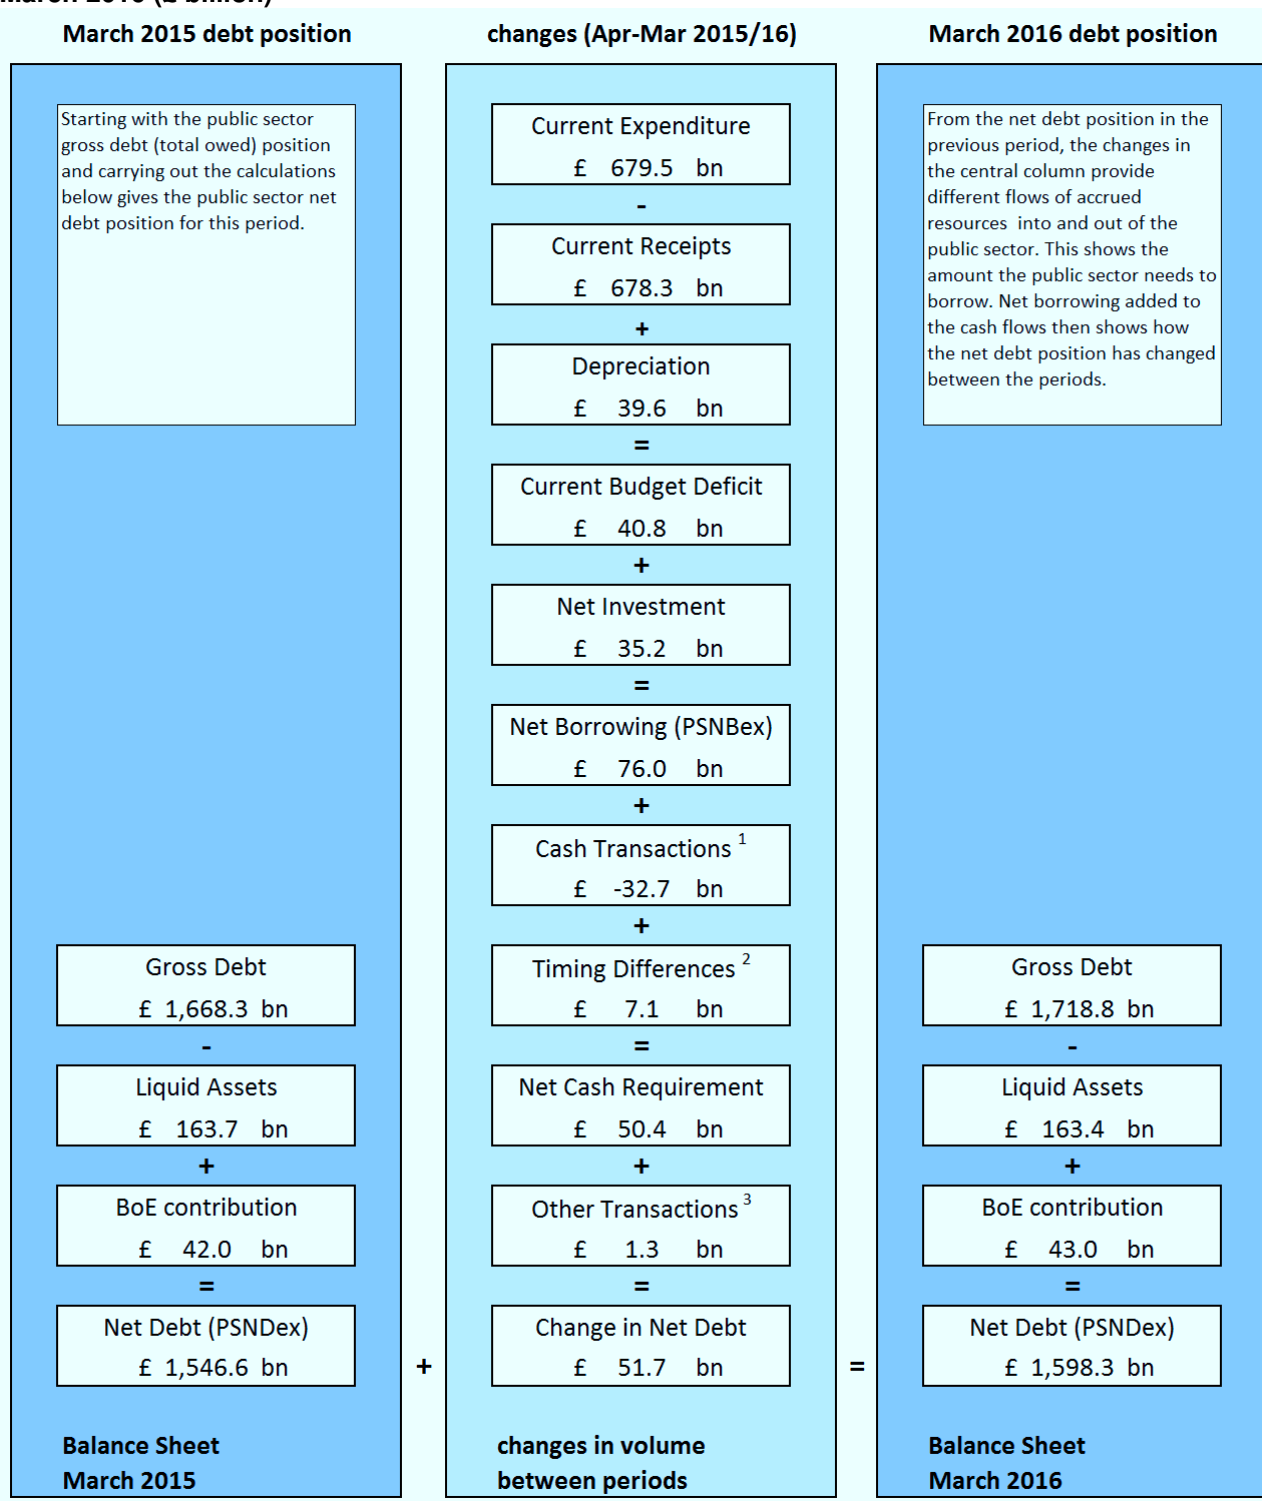 March 2016 (£ billion)
March 2015 debt position
Starting with the public sector
gross debt (total owed) position
and carrying out the calculations
below gives the public sector net
debt position for this period.
Gross Debt
£ 1,668.3 bn
-
Liquid Assets
£ 163.7 bn
+
BoE contribution
£ 42.0 bn
=
Net Debt (PSNDex)
£ 1,546.6 bn
Balance Sheet
March 2015
+
changes (Apr-Mar 2015/16)
Current Expenditure
£ 679.5 bn
-
Current Receipts
£ 678.3 bn
+
Depreciation
£ 39.6 bn
=
Current Budget Deficit
£ 40.8 bn
+
Net Investment
£ 35.2 bn
=
Net Borrowing (PSNBex)
£ 76.0 bn
+
Cash Transactions 1
£ -32.7 bn
+
Timing Differences 2
£ 7.1 bn
=
Net Cash Requirement
£ 50.4 bn
+
Other Transactions 3
£ 1.3 bn
=
Change in Net Debt
£ 51.7 bn
changes in volume
between periods
=
March 2016 debt position
From the net debt position in the
previous period, the changes in
the central column provide
different flows of accrued
resources into and out of the
public sector. This shows the
amount the public sector needs to
borrow. Net borrowing added to
the cash flows then shows how
the net debt position has changed
between the periods.
Gross Debt
£ 1,718.8 bn
-
Liquid Assets
£ 163.4 bn
+
BoE contribution
£ 43.0 bn
=
Net Debt (PSNDex)
£ 1,598.3 bn
Balance Sheet
March 2016